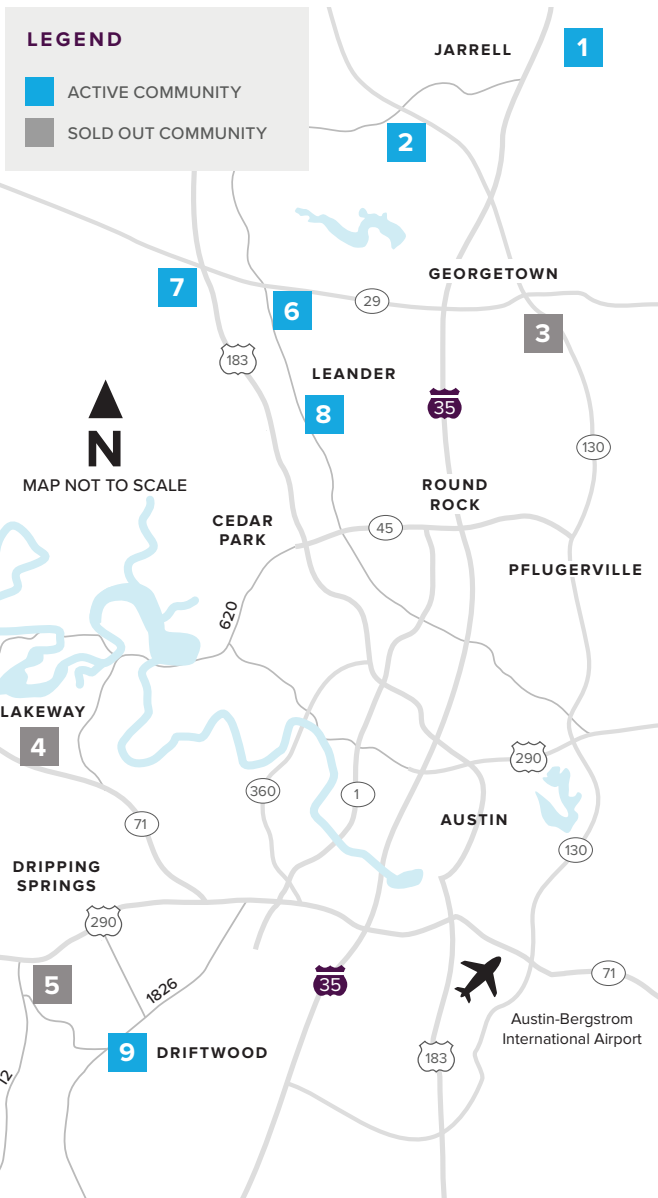 LEGEND
ACTIVE COMMUNITY
SOLD OUT COMMUNITY
JARRELL
1
2
GEORGETOWN
7
6
29
3
183
LEANDER
8
35
N
MAP NOT TO SCALE
130
ROUND
ROCK
CEDAR
PARK
45
PFLUGERVILLE
620
LAKEWAY
4
290
360
1
71
AUSTIN
130
DRIPPING
SPRINGS
290
5
1826
35
71
Austin-Bergstrom
International Airport
9
DRIFTWOOD
183
12